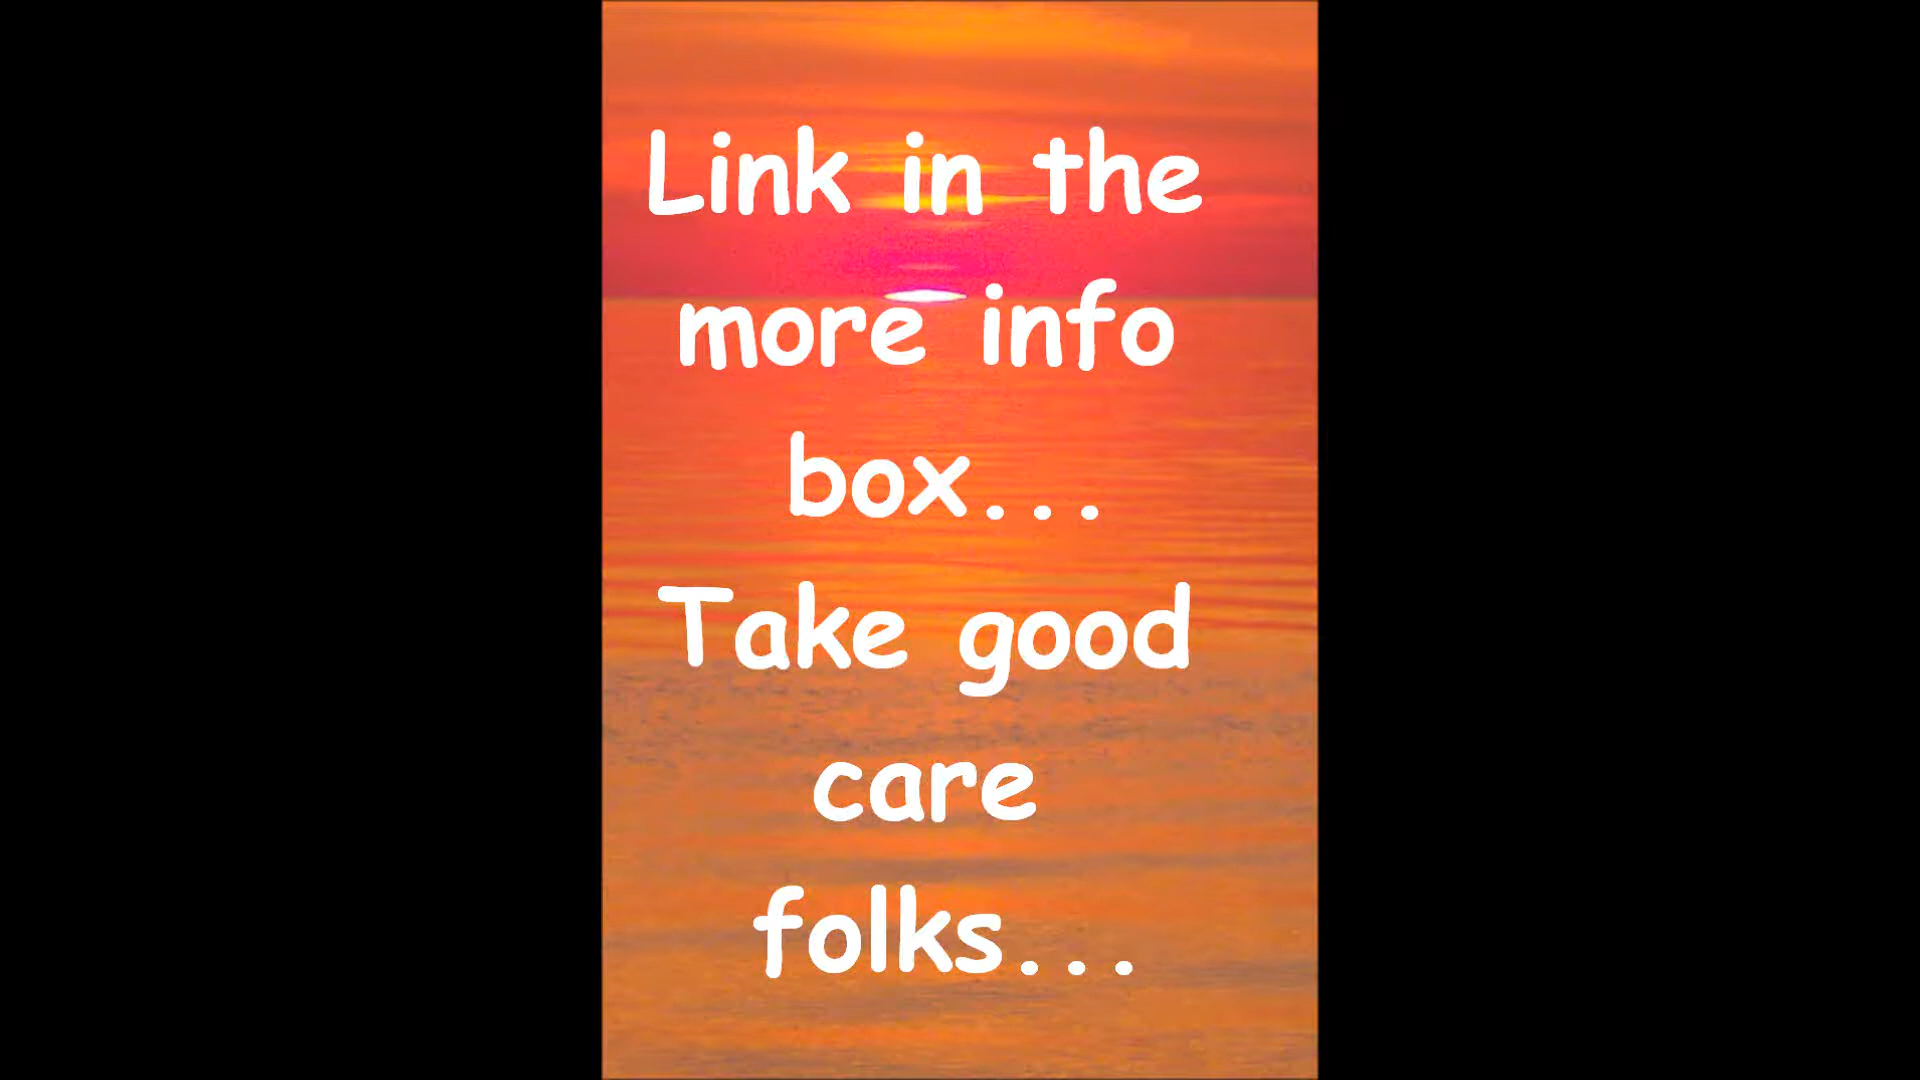 Link in the
more info
box...
Take good
care
folks...